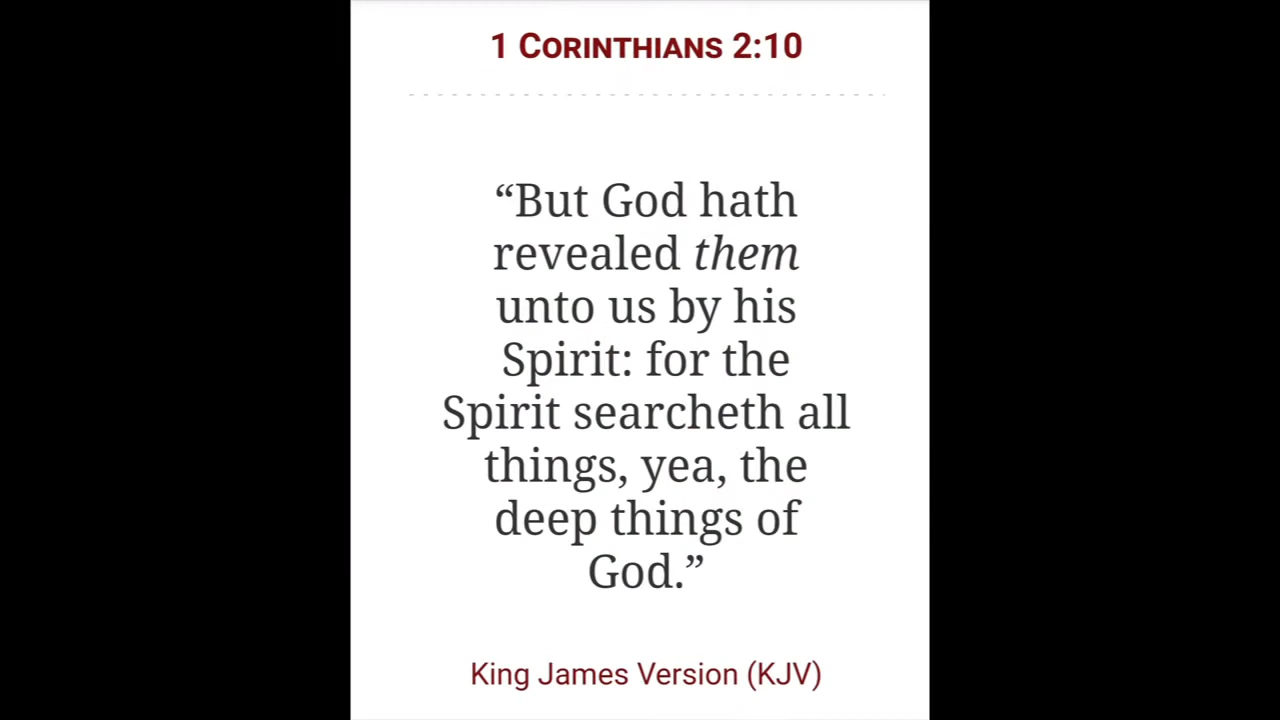 1 Corinthians 2:10
“But God hath
revealed them
unto us by his
Spirit: for the
Spirit searcheth all
things, yea, the
deep things of
God.”
King James Version (KJV)